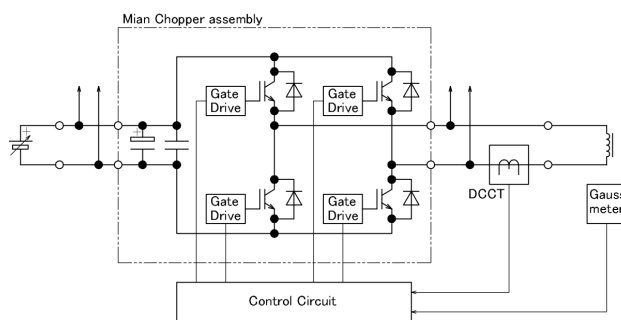 Mian Chopper assembly
Gate
Drive
Gate
Drive
Gate
Drive
Gate
Drive
DCCT
Gauss
meter
Control Circuit